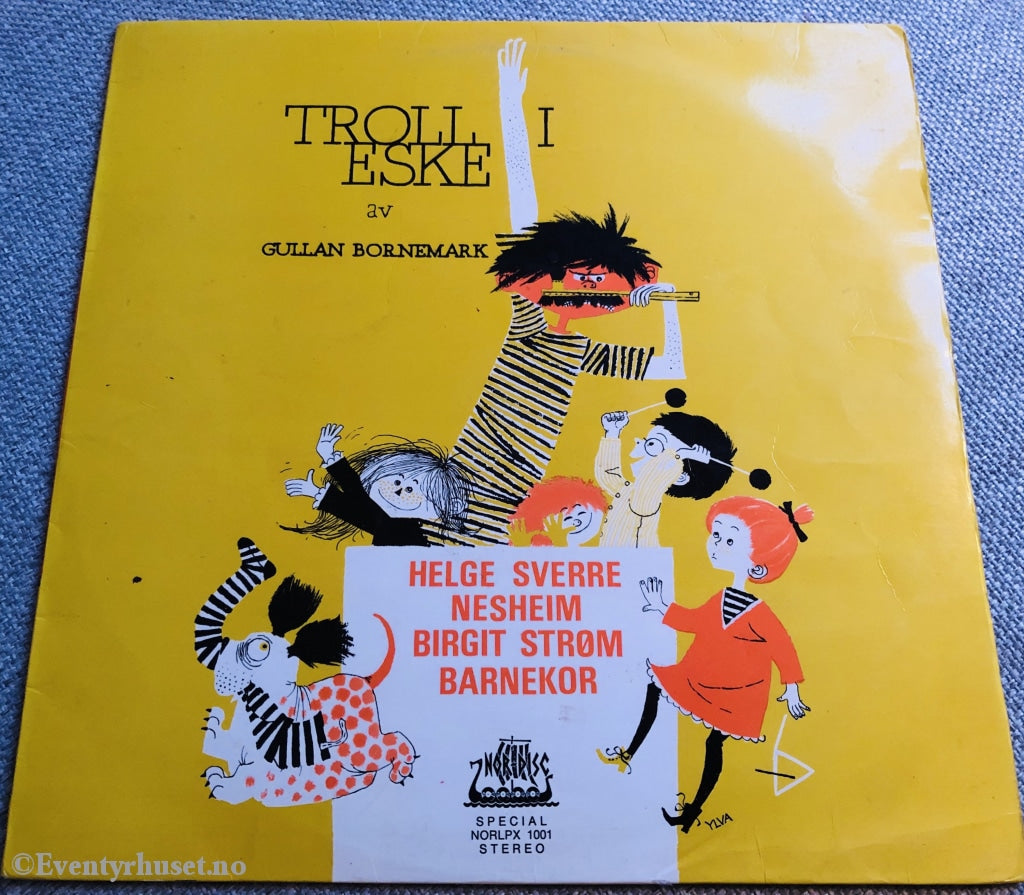 TROLL I
ESKE
av
GULLAN BORNEMARK
HELGE SVERRE
NESHEIM
BIRGIT STRØM
BARNEKOR
NORDISC
SPECIAL
NORLPX 1001
STEREO
YLVA
©Eventyrhuset.no